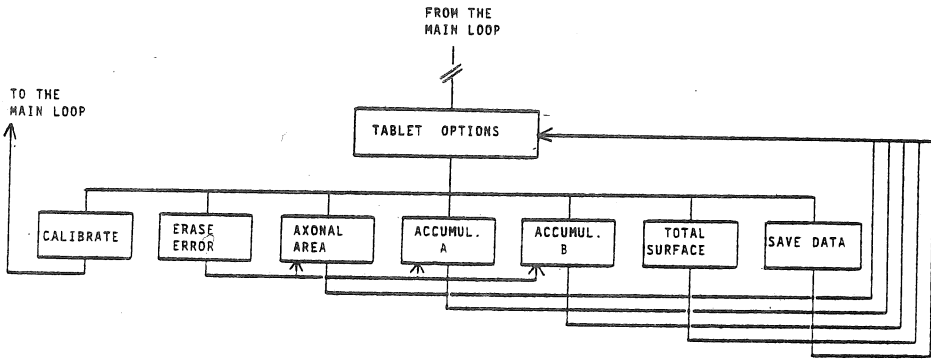 FROM THE
MAIN LOOP
TO THE
MAIN LOOP
TABLET OPTIONS
CALIBRATE
ERASE
ERROR
AXONAL
AREA
ACCUMUL.
A
ACCUMUL.
B
TOTAL
SURFACE
SAVE DATA